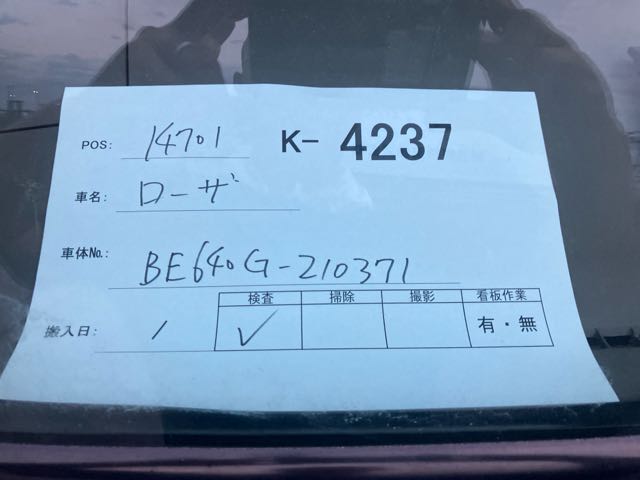 POS: 14701 K- 4237
車名: ローザ
車体No.: BE640G-210371
検査 掃除 撮影 看板作業
搬入日: / ✓ 有・無